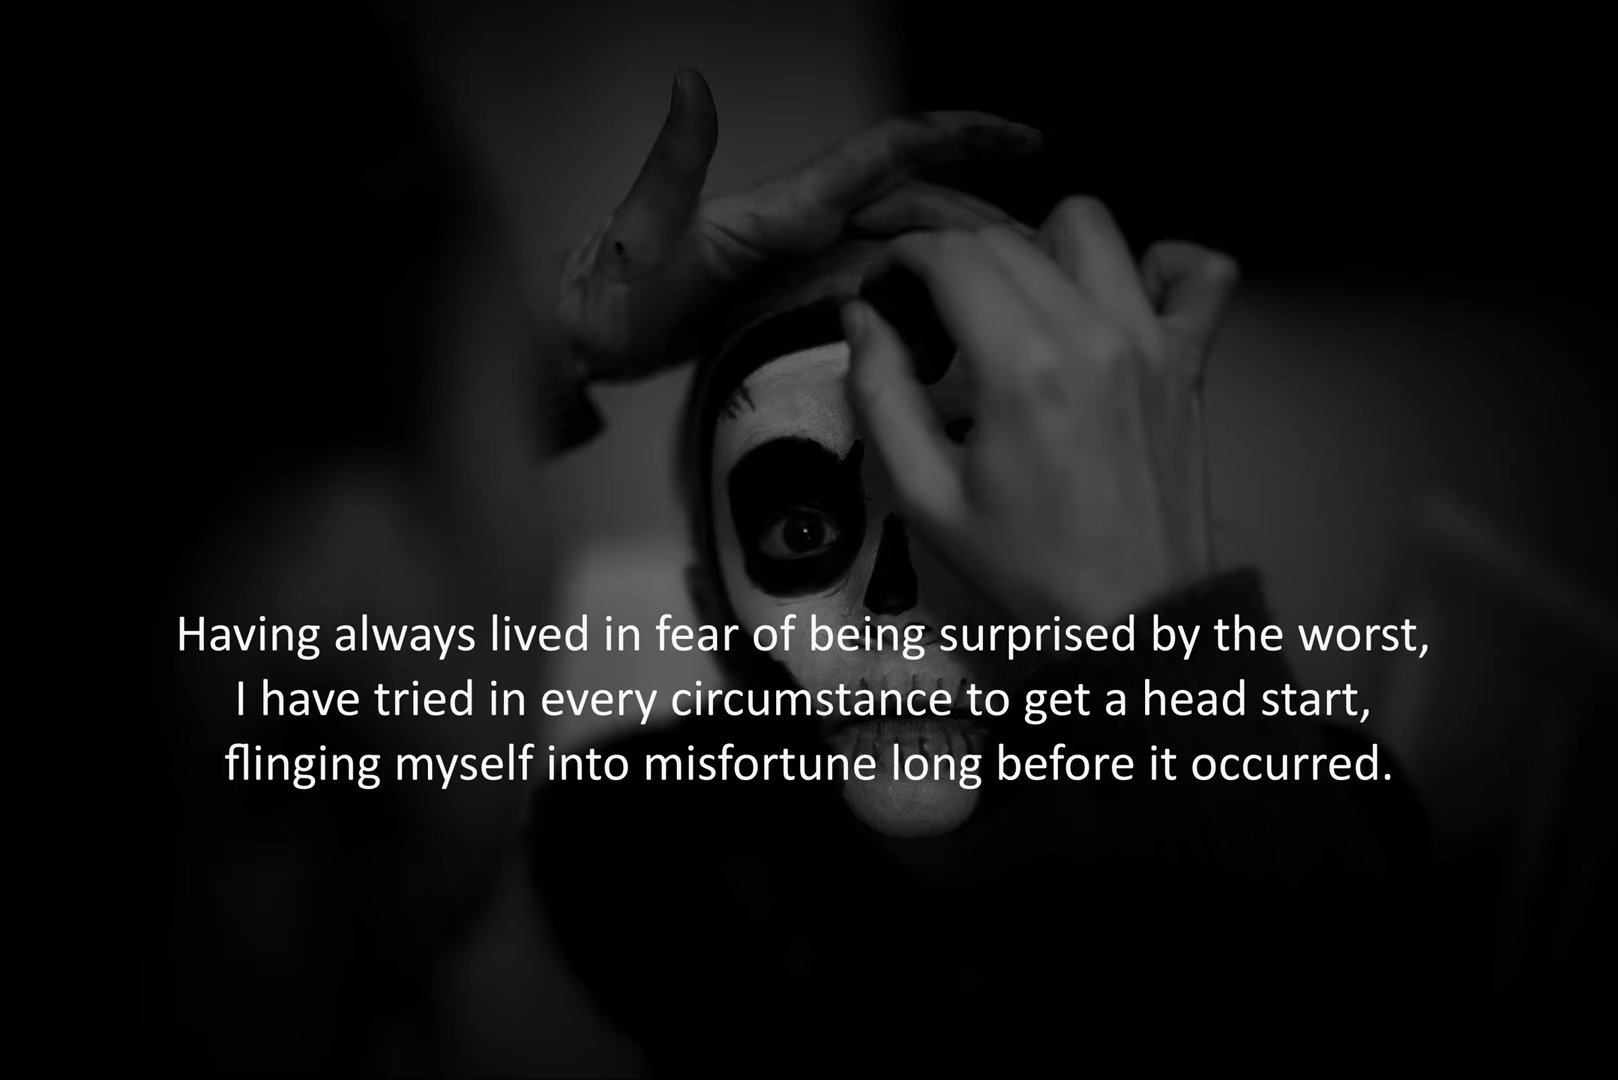 Having always lived in fear of being surprised by the worst,
I have tried in every circumstance to get a head start,
flinging myself into misfortune long before it occurred.